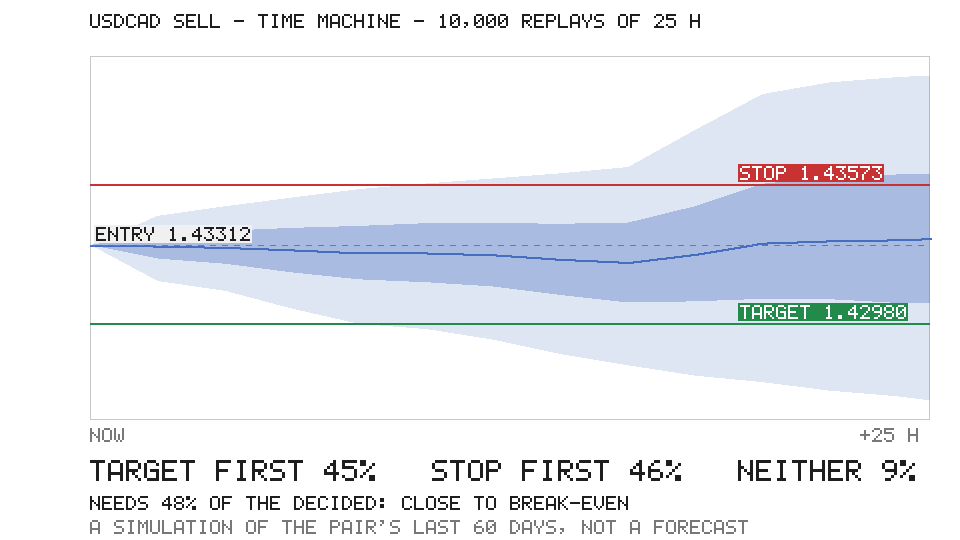 USDCAD SELL - TIME MACHINE - 10,000 REPLAYS OF 25 H
STOP 1.43573
ENTRY 1.43312
TARGET 1.42980
NOW +25 H
TARGET FIRST 45% STOP FIRST 46% NEITHER 9%
NEEDS 48% OF THE DECIDED: CLOSE TO BREAK-EVEN
A SIMULATION OF THE PAIR'S LAST 60 DAYS, NOT A FORECAST